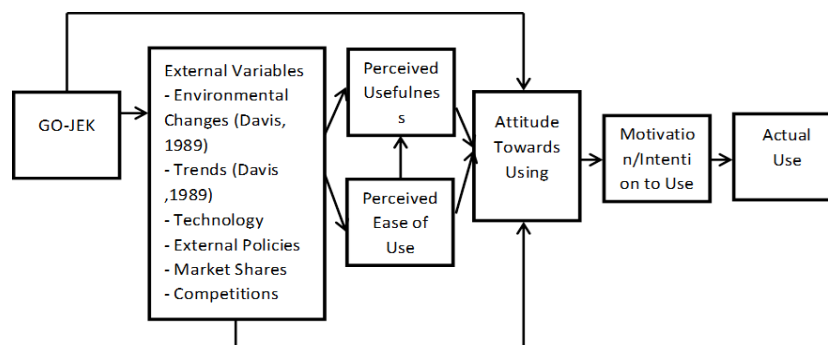 GO-JEK
External Variables
- Environmental
Changes (Davis,
1989)
- Trends (Davis
,1989)
- Technology
- External Policies
- Market Shares
- Competitions
Perceived
Usefulnes
s
Perceived
Ease of
Use
Attitude
Towards
Using
Motivatio
n/Intenti
on to Use
Actual
Use